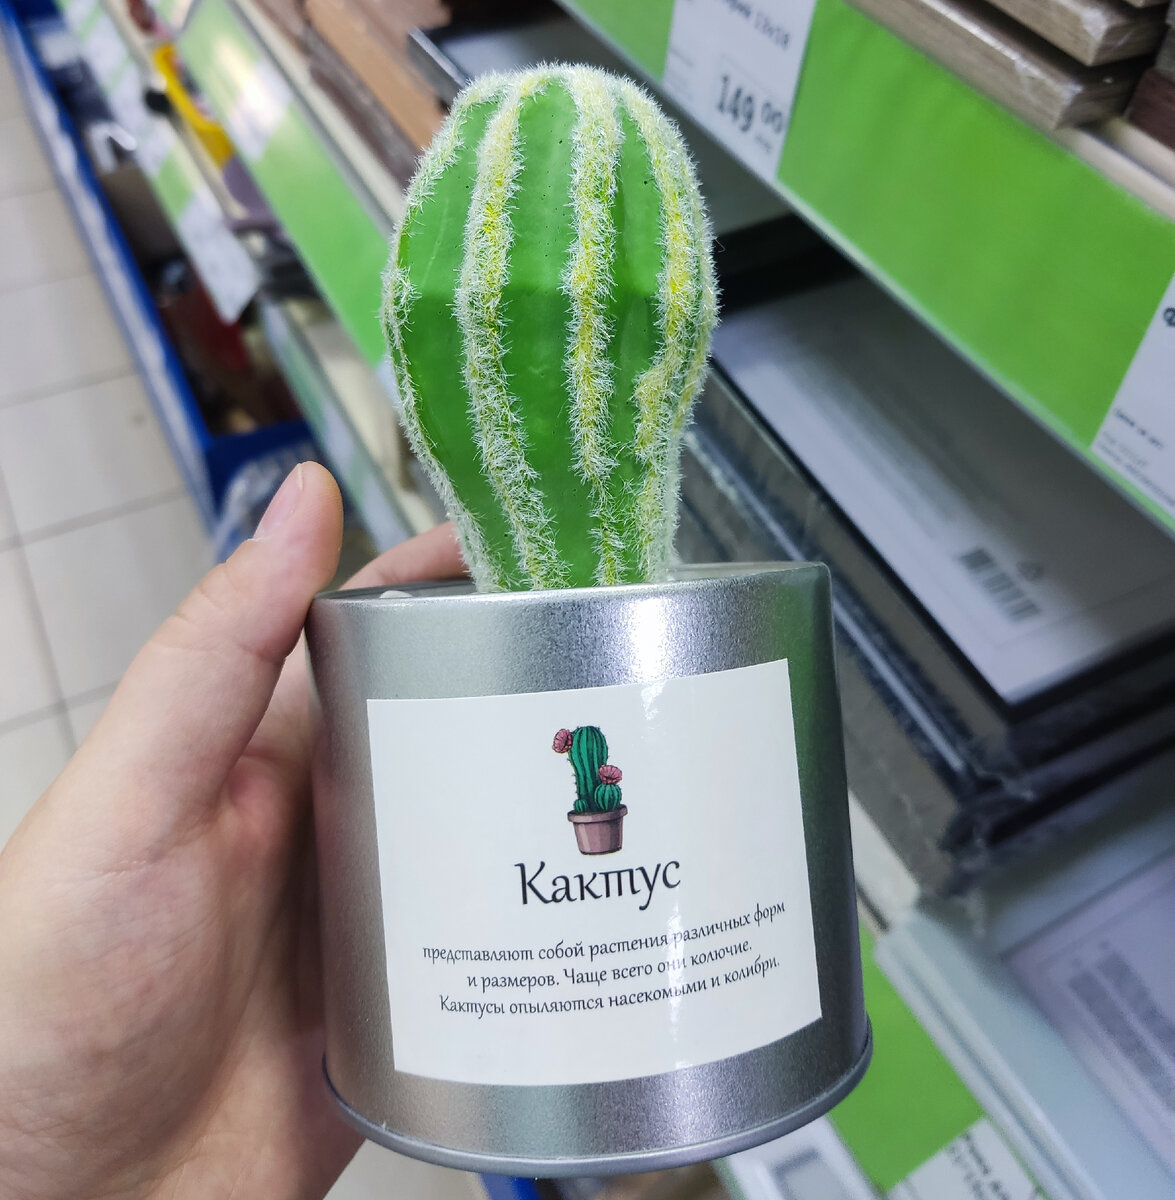 149 00
Кактус
представляют собой растения различных форм
и размеров. Чаще всего они колючие.
Кактусы опыляются насекомыми и колибри.